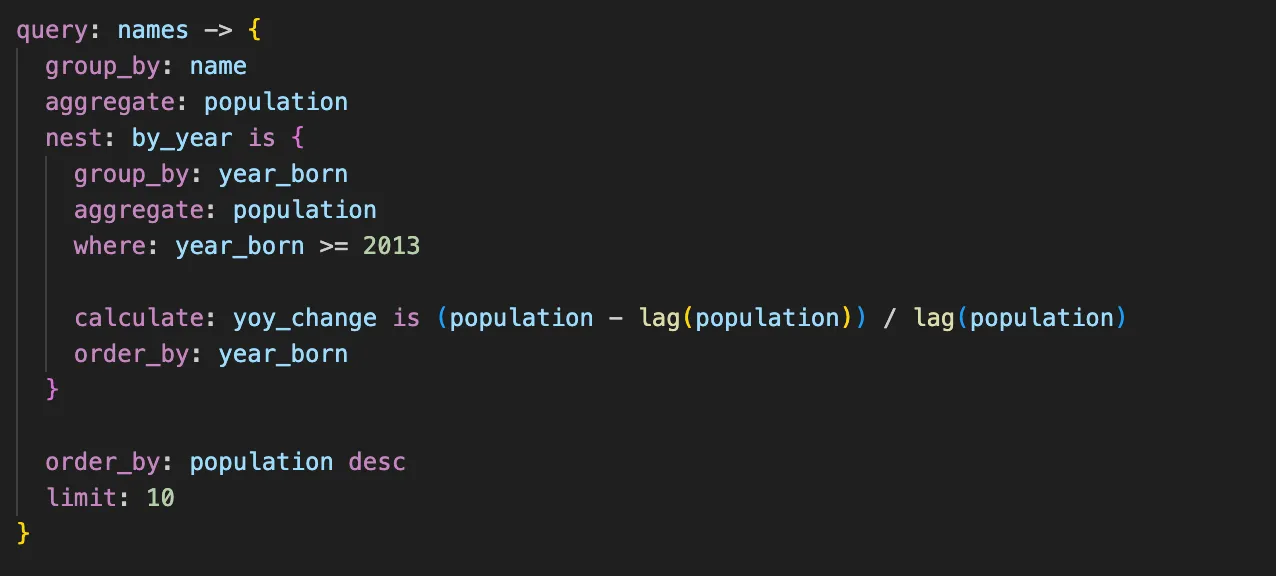 query: names -> {
  group_by: name
  aggregate: population
  nest: by_year is {
    group_by: year_born
    aggregate: population
    where: year_born >= 2013

    calculate: yoy_change is (population - lag(population)) / lag(population)
    order_by: year_born
  }

  order_by: population desc
  limit: 10
}